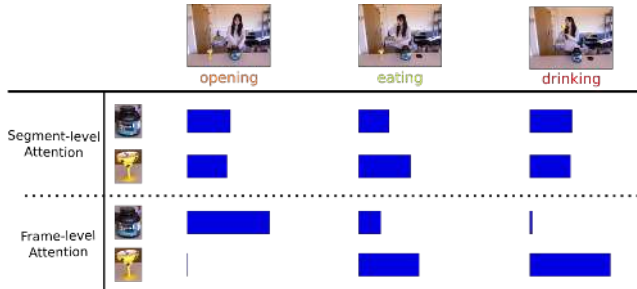 opening
eating
drinking
Segment-level
Attention
Frame-level
Attention